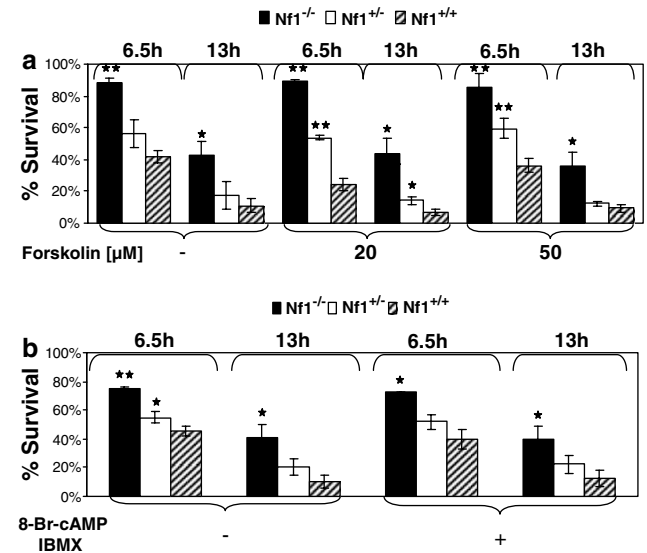 Nf1-/- Nf1+/- Nf1+/+
a
6.5h 13h 6.5h 13h 6.5h 13h
% Survival
100%
80%
60%
40%
20%
0%
Forskolin [µM] - 20 50
Nf1-/- Nf1+/- Nf1+/+
b
6.5h 13h 6.5h 13h
% Survival
100%
80%
60%
40%
20%
0%
8-Br-cAMP
IBMX - +